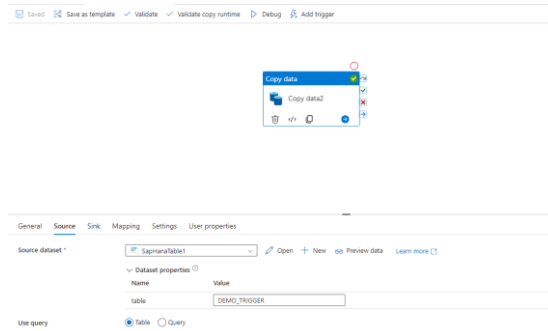 Saved Save as template Validate Validate copy runtime Debug Add trigger
Copy data
Copy data2
General Source Sink Mapping Settings User properties
Source dataset * SapHanaTable1 Open New Preview data Learn more
Dataset properties
Name Value
table DEMO_TRIGGER
Use query Table Query